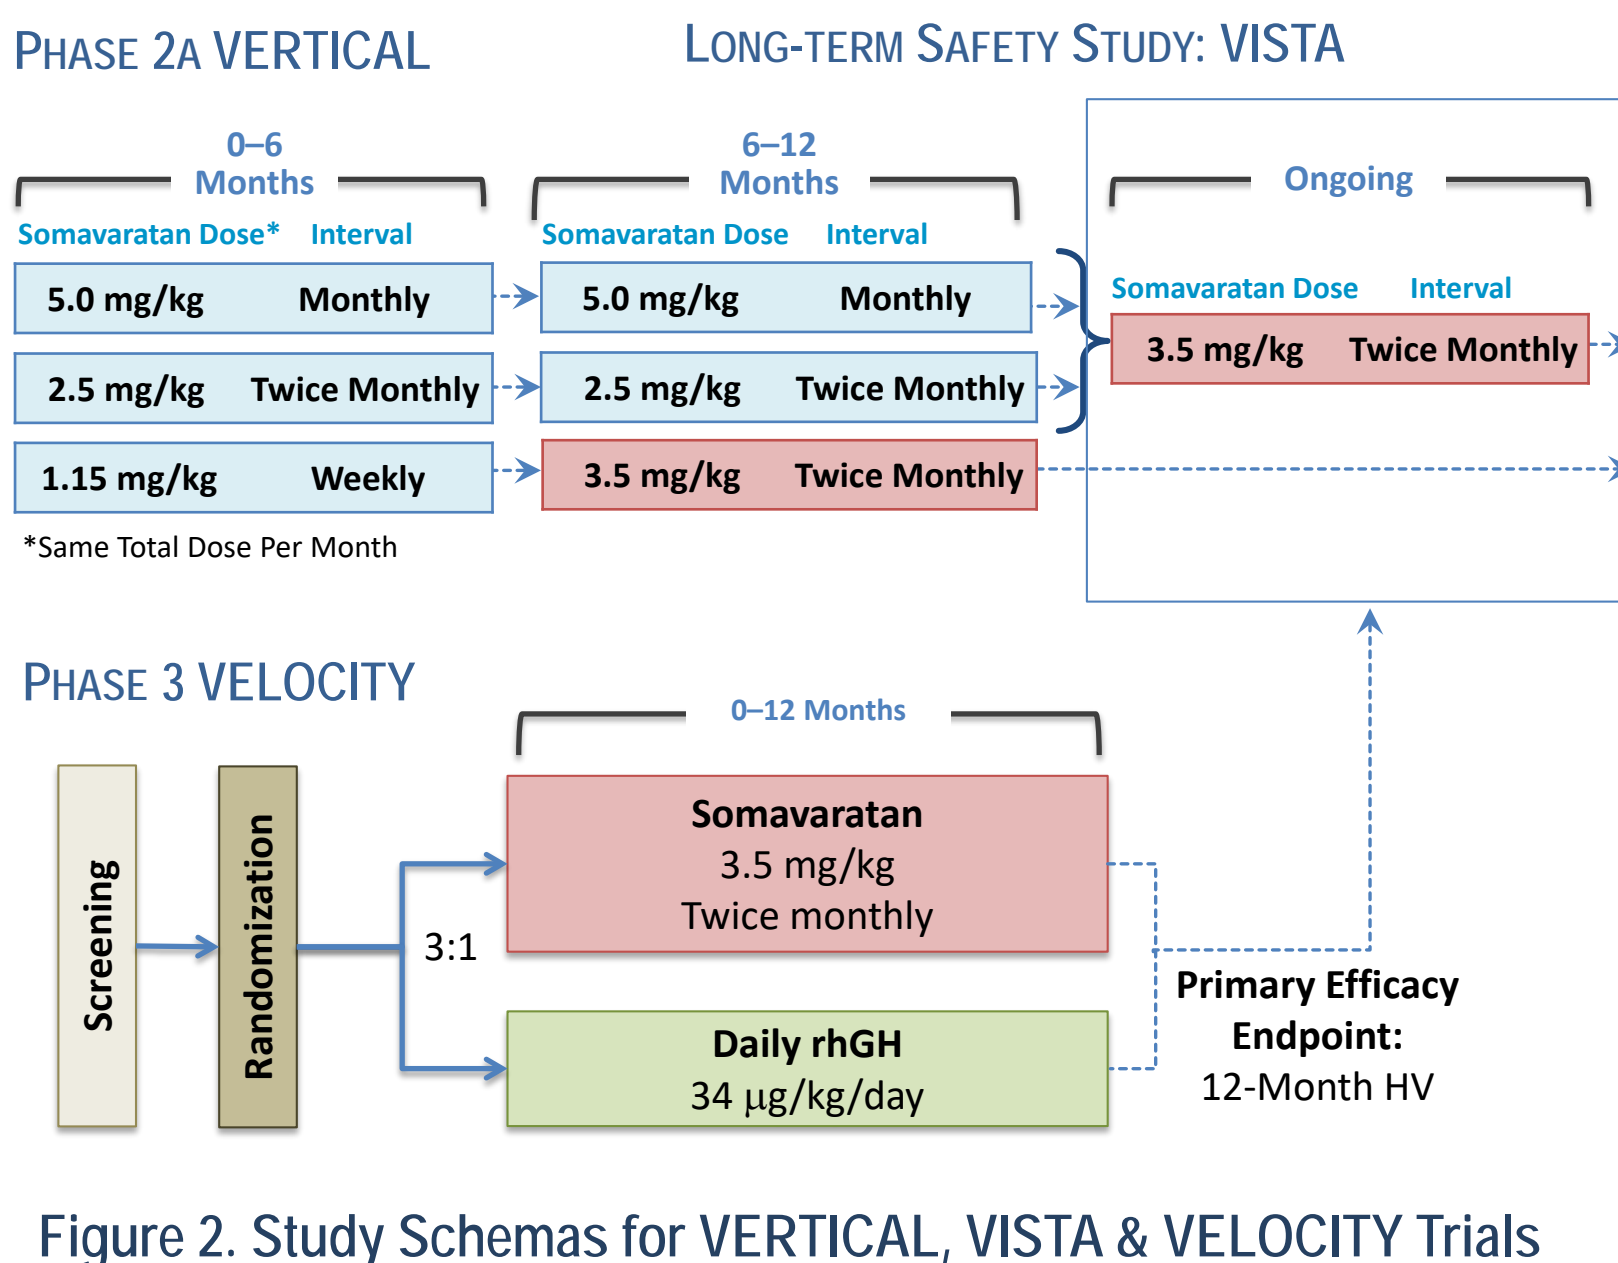 PHASE 2A VERTICAL
LONG-TERM SAFETY STUDY: VISTA
0–6
Months
6–12
Months
Ongoing
Somavaratan Dose* Interval
Somavaratan Dose Interval
5.0 mg/kg Monthly
5.0 mg/kg Monthly
2.5 mg/kg Twice Monthly
2.5 mg/kg Twice Monthly
1.15 mg/kg Weekly
3.5 mg/kg Twice Monthly
Somavaratan Dose Interval
3.5 mg/kg Twice Monthly
*Same Total Dose Per Month
PHASE 3 VELOCITY
0–12 Months
Screening
Randomization
3:1
Somavaratan
3.5 mg/kg
Twice monthly
Daily rhGH
34 μg/kg/day
Primary Efficacy
Endpoint:
12-Month HV
Figure 2. Study Schemas for VERTICAL, VISTA & VELOCITY Trials